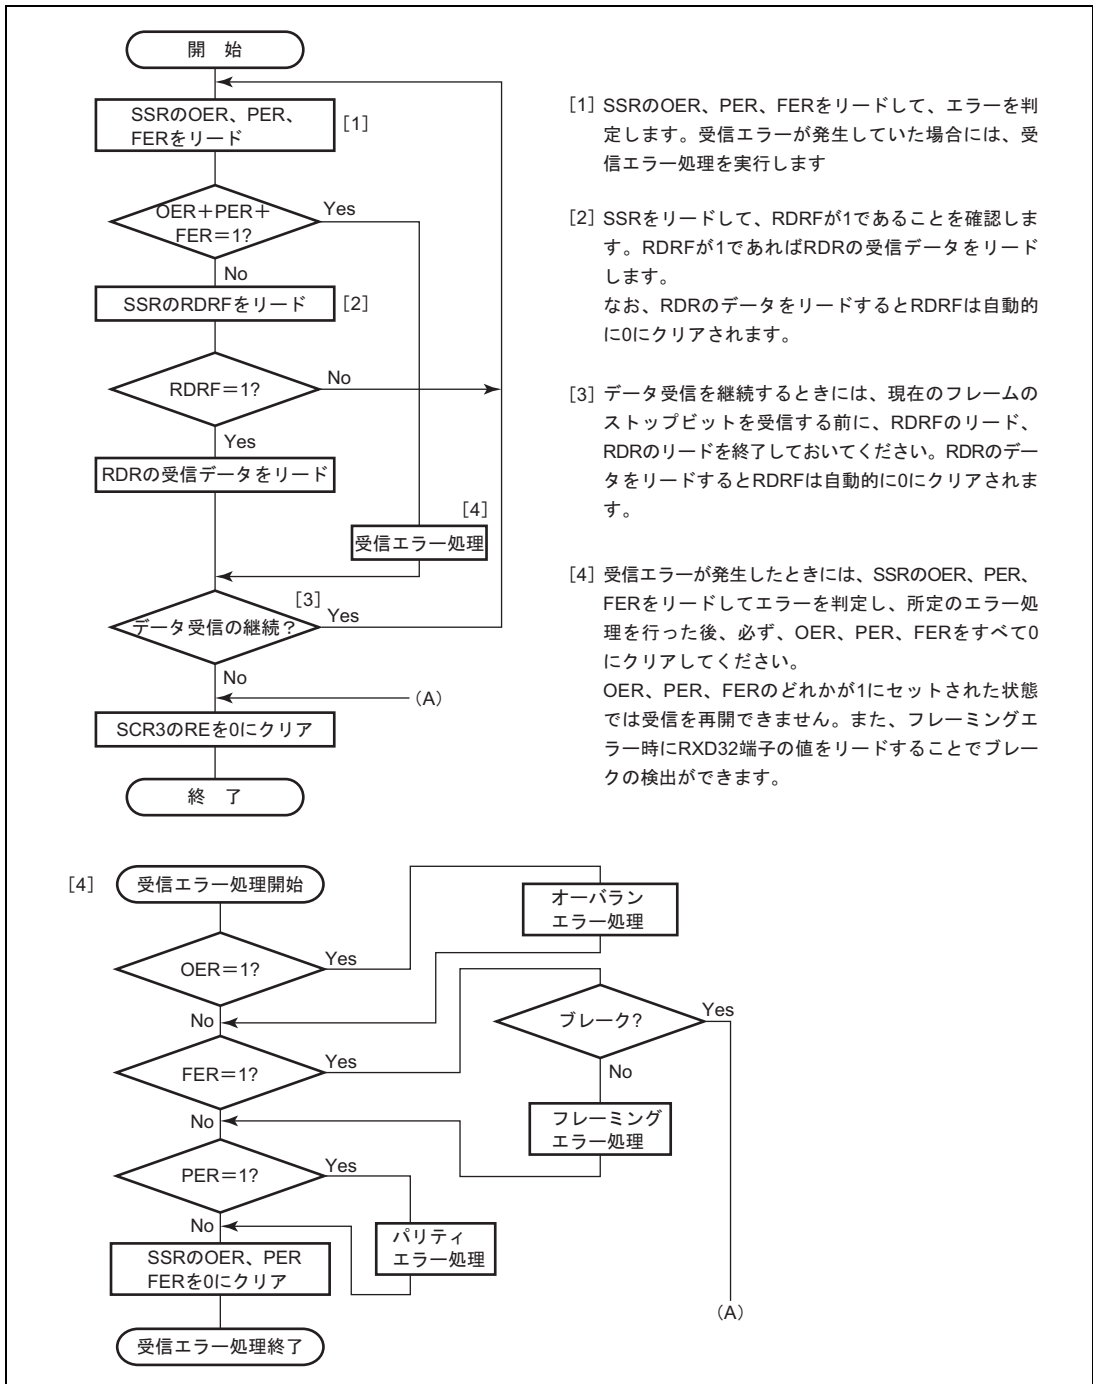 開 始
SSRのOER、PER、
FERをリード
[1]
OER+PER+
FER=1?
Yes
No
SSRのRDRFをリード
[2]
RDRF=1?
No
Yes
RDRの受信データをリード
[4]
受信エラー処理
[3]
データ受信の継続?
Yes
No
(A)
SCR3のREを0にクリア
終 了
[1] SSRのOER、PER、FERをリードして、エラーを判
定します。受信エラーが発生していた場合には、受
信エラー処理を実行します
[2] SSRをリードして、RDRFが1であることを確認しま
す。RDRFが1であればRDRの受信データをリード
します。
なお、RDRのデータをリードするとRDRFは自動的
に0にクリアされます。
[3] データ受信を継続するときには、現在のフレームの
ストップビットを受信する前に、RDRFのリード、
RDRのリードを終了しておいてください。RDRのデー
タをリードするとRDRFは自動的に0にクリアされま
す。
[4] 受信エラーが発生したときには、SSRのOER、PER、
FERをリードしてエラーを判定し、所定のエラー処
理を行った後、必ず、OER、PER、FERをすべて0
にクリアしてください。
OER、PER、FERのどれかが1にセットされた状態
では受信を再開できません。また、フレーミングエ
ラー時にRXD32端子の値をリードすることでブレー
クの検出ができます。
[4]
受信エラー処理開始
オーバラン
エラー処理
OER=1?
Yes
No
ブレーク?
Yes
No
FER=1?
Yes
No
フレーミング
エラー処理
PER=1?
Yes
No
パリティ
エラー処理
SSRのOER、PER
FERを0にクリア
(A)
受信エラー処理終了